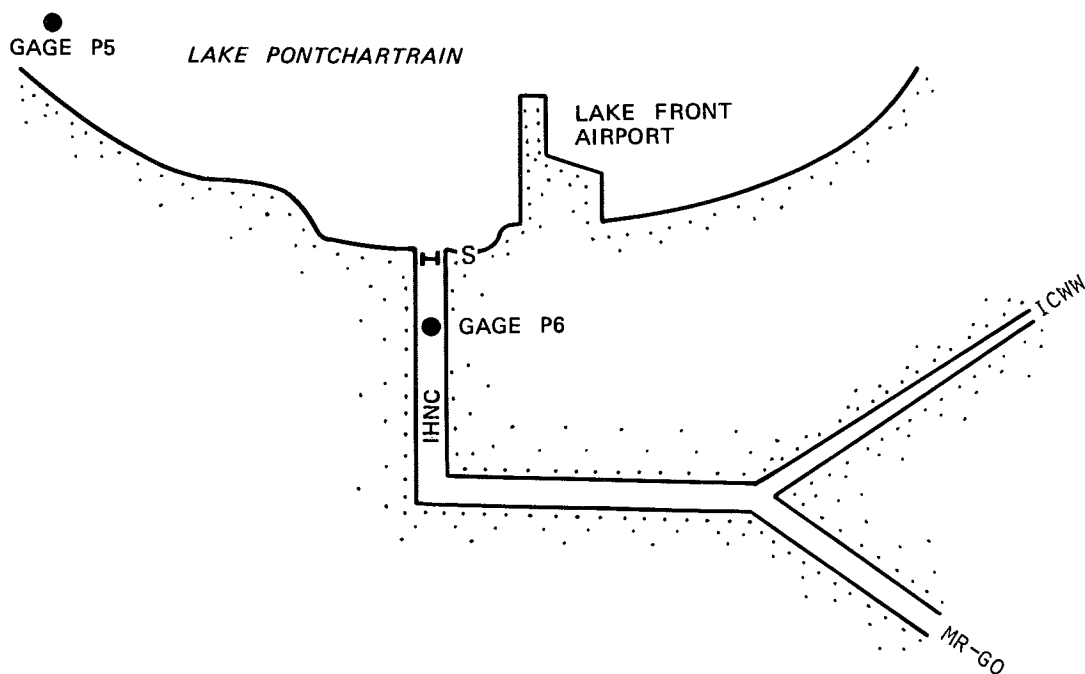 GAGE P5
LAKE PONTCHARTRAIN
LAKE FRONT
AIRPORT
S
GAGE P6
IHNC
ICWW
MR-GO